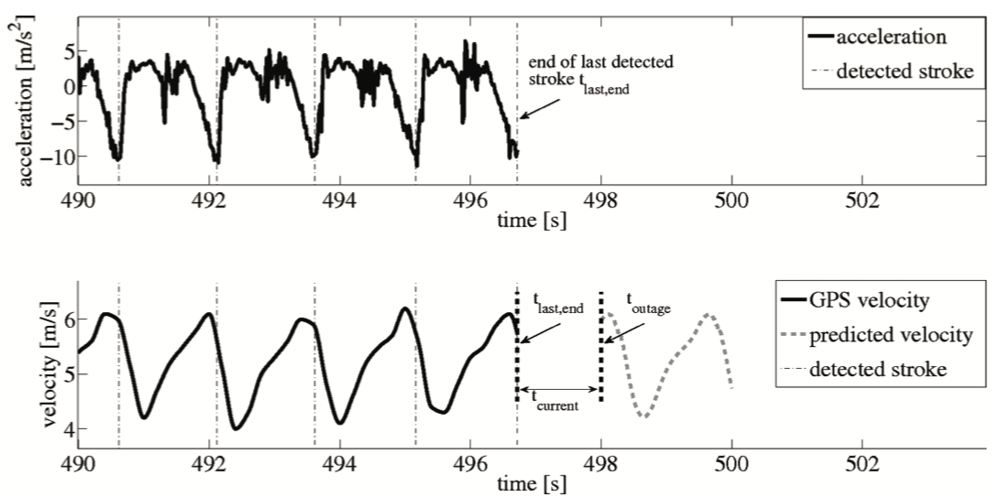 acceleration [m/s²]
5
0
−5
−10
490
492
494
496
498
500
502
time [s]
end of last detected
stroke t_last,end
acceleration
detected stroke
velocity [m/s]
6
5
4
490
492
494
496
498
500
502
time [s]
t_last,end
t_outage
t_current
GPS velocity
predicted velocity
detected stroke